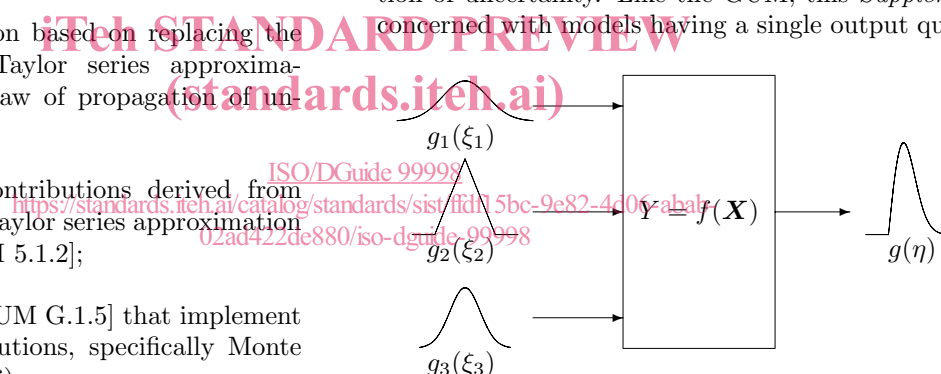 on based on replacing the
Taylor series approxima-
aw of propagation of un-
ontributions derived from
aylor series approximation
5.1.2];
UM G.1.5] that implement
utions, specifically Monte
concerned with models having a single output qu
iTeh STANDARD PREVIEW
(standards.iteh.ai)
ISO/DGuide 99998
https://standards.iteh.ai/catalog/standards/sist/ffdf15bc-9e82-4d06-abab-
02ad422de880/iso-dguide-99998
g₁(ξ₁)
g₂(ξ₂)
g₃(ξ₃)
Y = f(X)
g(η)